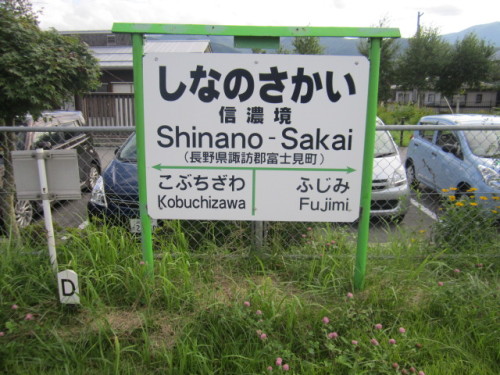 しなのさかい
信濃境
Shinano-Sakai
(長野県諏訪郡富士見町)
こぶちざわ ふじみ
Kobuchizawa Fujimi
D